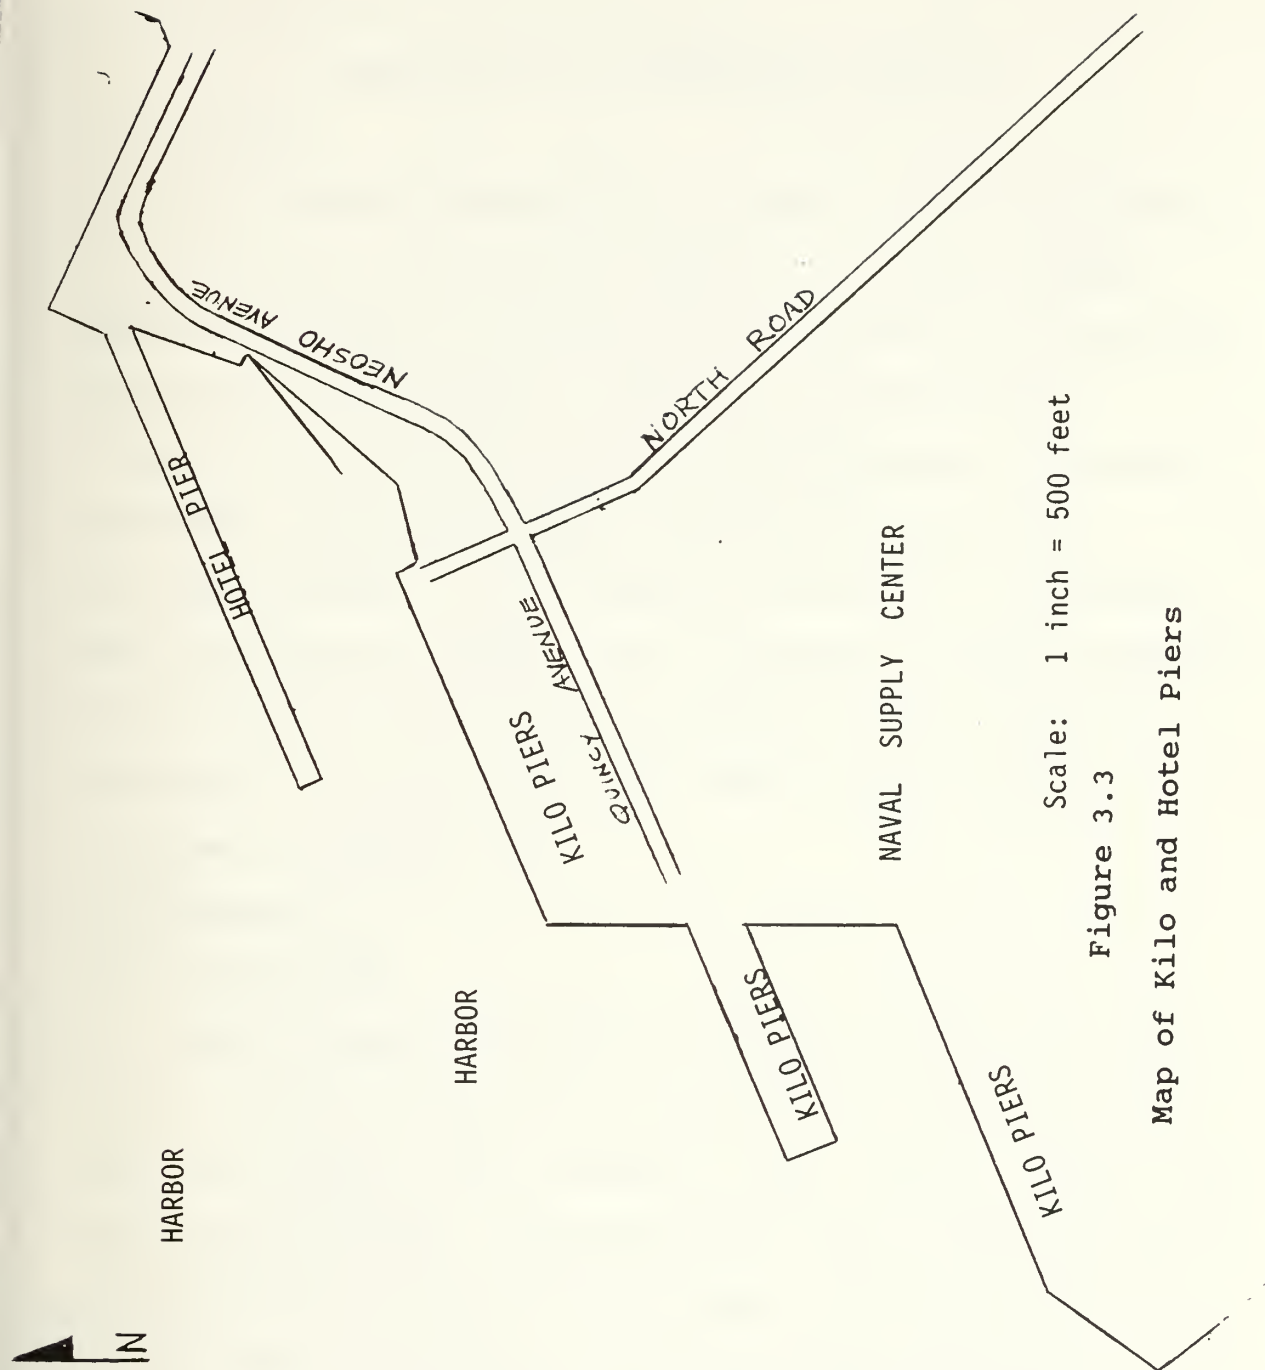 N
HARBOR
HARBOR
HOTEL PIER
NEOSHO AVENUE
KILO PIERS
QUINCY AVENUE
NORTH ROAD
KILO PIERS
NAVAL SUPPLY CENTER
KILO PIERS
Scale: 1 inch = 500 feet
Figure 3.3
Map of Kilo and Hotel Piers